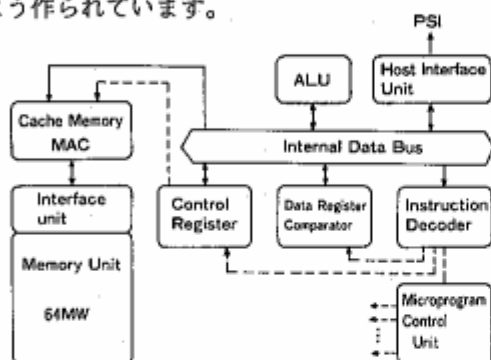 よう作られています。
PSI
ALU
Host Interface
Unit
Cache Memory
MAC
Internal Data Bus
Interface
unit
Control
Register
Data Register
Comparator
Instruction
Decoder
Memory Unit
64MW
Microprogram
Control
Unit